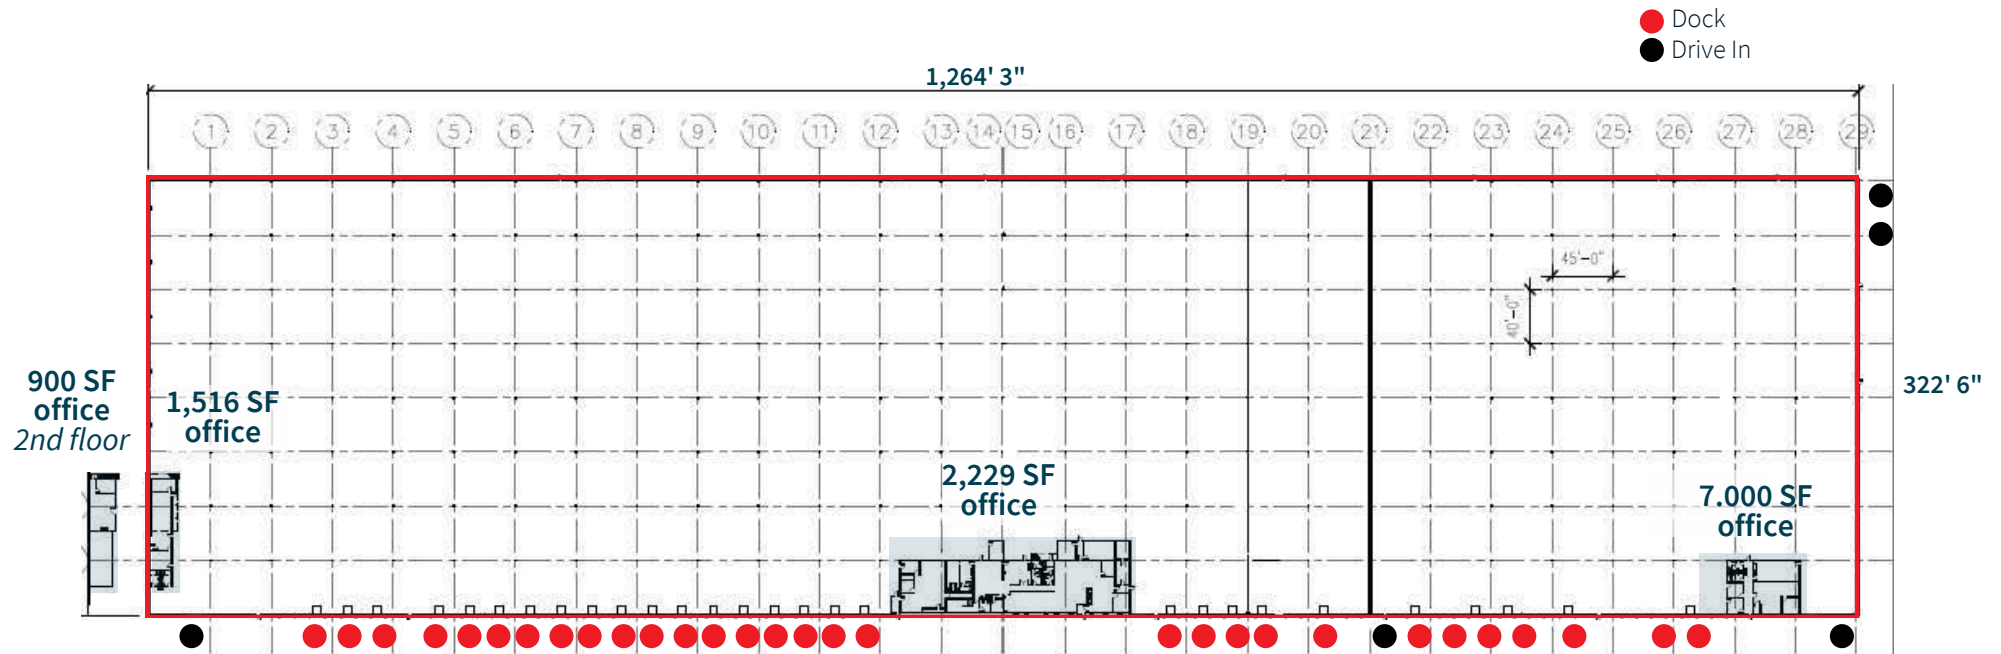 Dock
Drive In
1,264' 3"
1 2 3 4 5 6 7 8 9 10 11 12 13 14 15 16 17 18 19 20 21 22 23 24 25 26 27 28 29
45'-0"
40'-0"
322' 6"
900 SF
office
2nd floor
1,516 SF
office
2,229 SF
office
7.000 SF
office